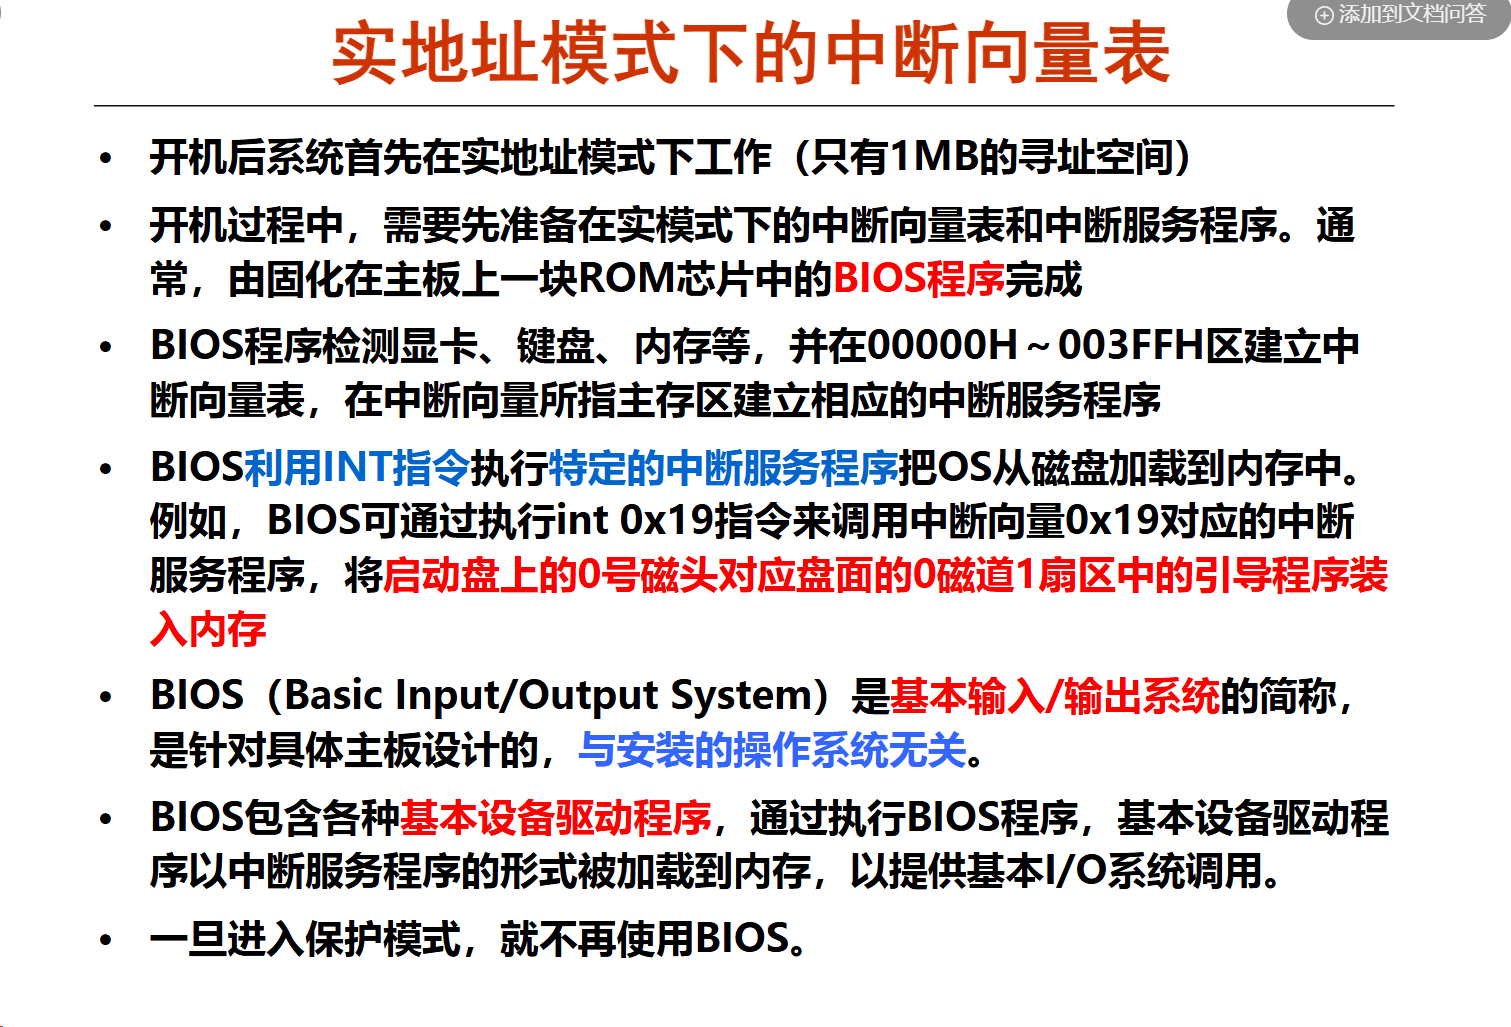 添加到文档问答
实地址模式下的中断向量表
• 开机后系统首先在实地址模式下工作（只有1MB的寻址空间）
• 开机过程中，需要先准备在实模式下的中断向量表和中断服务程序。通
常，由固化在主板上一块ROM芯片中的BIOS程序完成
• BIOS程序检测显卡、键盘、内存等，并在00000H～003FFH区建立中
断向量表，在中断向量所指主存区建立相应的中断服务程序
• BIOS利用INT指令执行特定的中断服务程序把OS从磁盘加载到内存中。
例如，BIOS可通过执行int 0x19指令来调用中断向量0x19对应的中断
服务程序，将启动盘上的0号磁头对应盘面的0磁道1扇区中的引导程序装
入内存
• BIOS（Basic Input/Output System）是基本输入/输出系统的简称，
是针对具体主板设计的，与安装的操作系统无关。
• BIOS包含各种基本设备驱动程序，通过执行BIOS程序，基本设备驱动程
序以中断服务程序的形式被加载到内存，以提供基本I/O系统调用。
• 一旦进入保护模式，就不再使用BIOS。